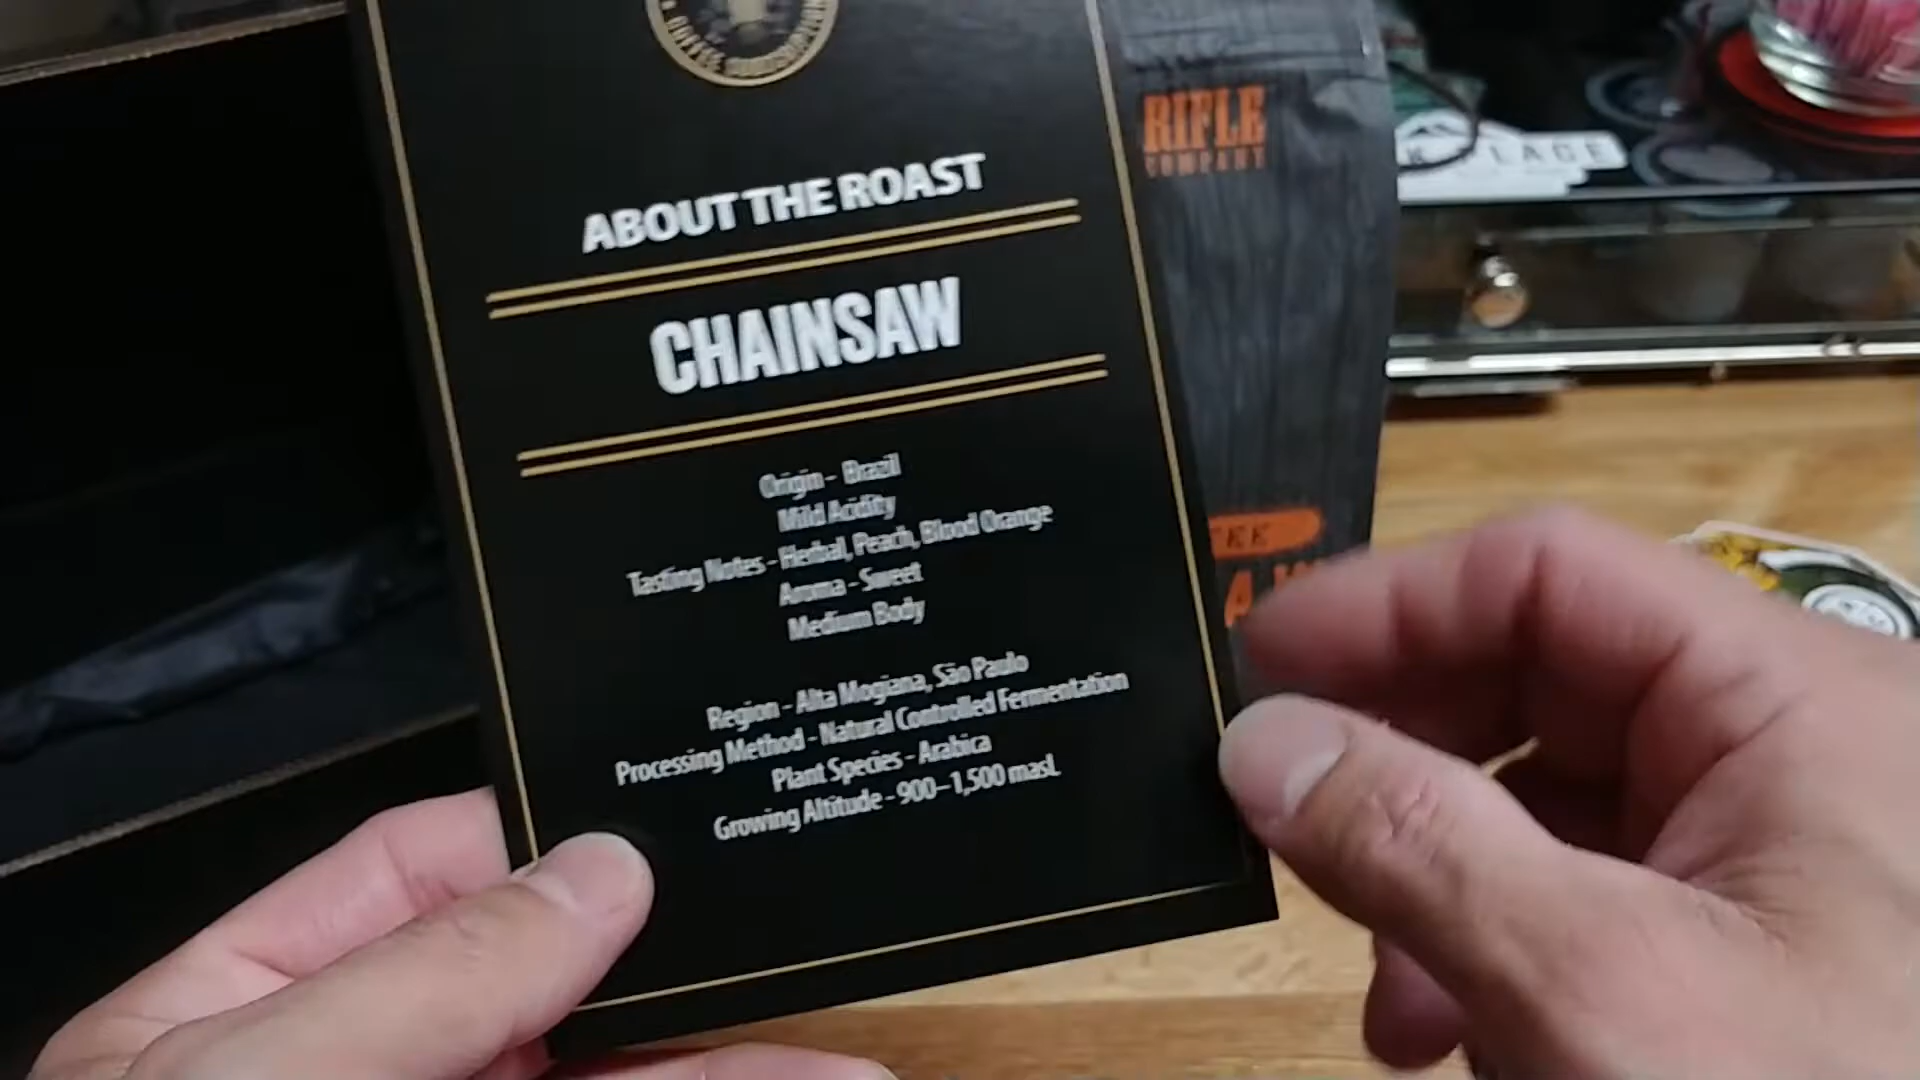 COFFEE
ABOUT THE ROAST
CHAINSAW
Origin - Brazil
Mild Acidity
Tasting Notes - Herbal, Peach, Blood Orange
Aroma - Sweet
Medium Body
Region - Alta Mogiana, São Paulo
Processing Method - Natural Controlled Fermentation
Plant Species - Arabica
Growing Altitude - 900–1,500 masl.
RIFLE
COMPANY